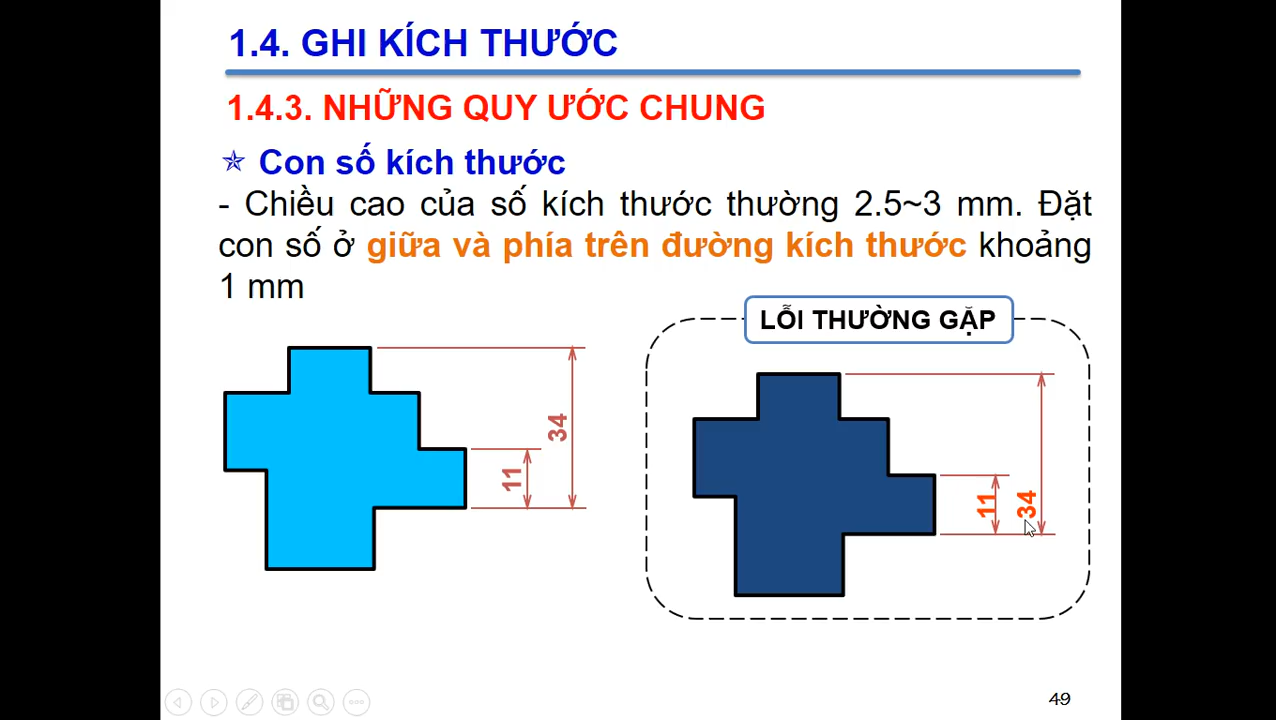 1.4. GHI KÍCH THƯỚC
1.4.3. NHỮNG QUY ƯỚC CHUNG
✯ Con số kích thước
- Chiều cao của số kích thước thường 2.5~3 mm. Đặt
con số ở giữa và phía trên đường kích thước khoảng
1 mm
LỖI THƯỜNG GẶP
34
11
11
34
49